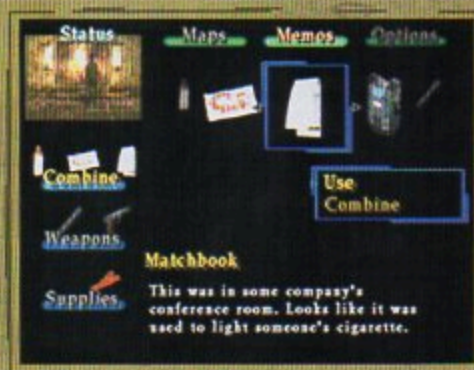 Status
Maps
Memos
Options
Combine
Use
Combine
Weapons
Matchbook
Supplies
This was in some company's
conference room. Looks like it was
used to light someone's cigarette.